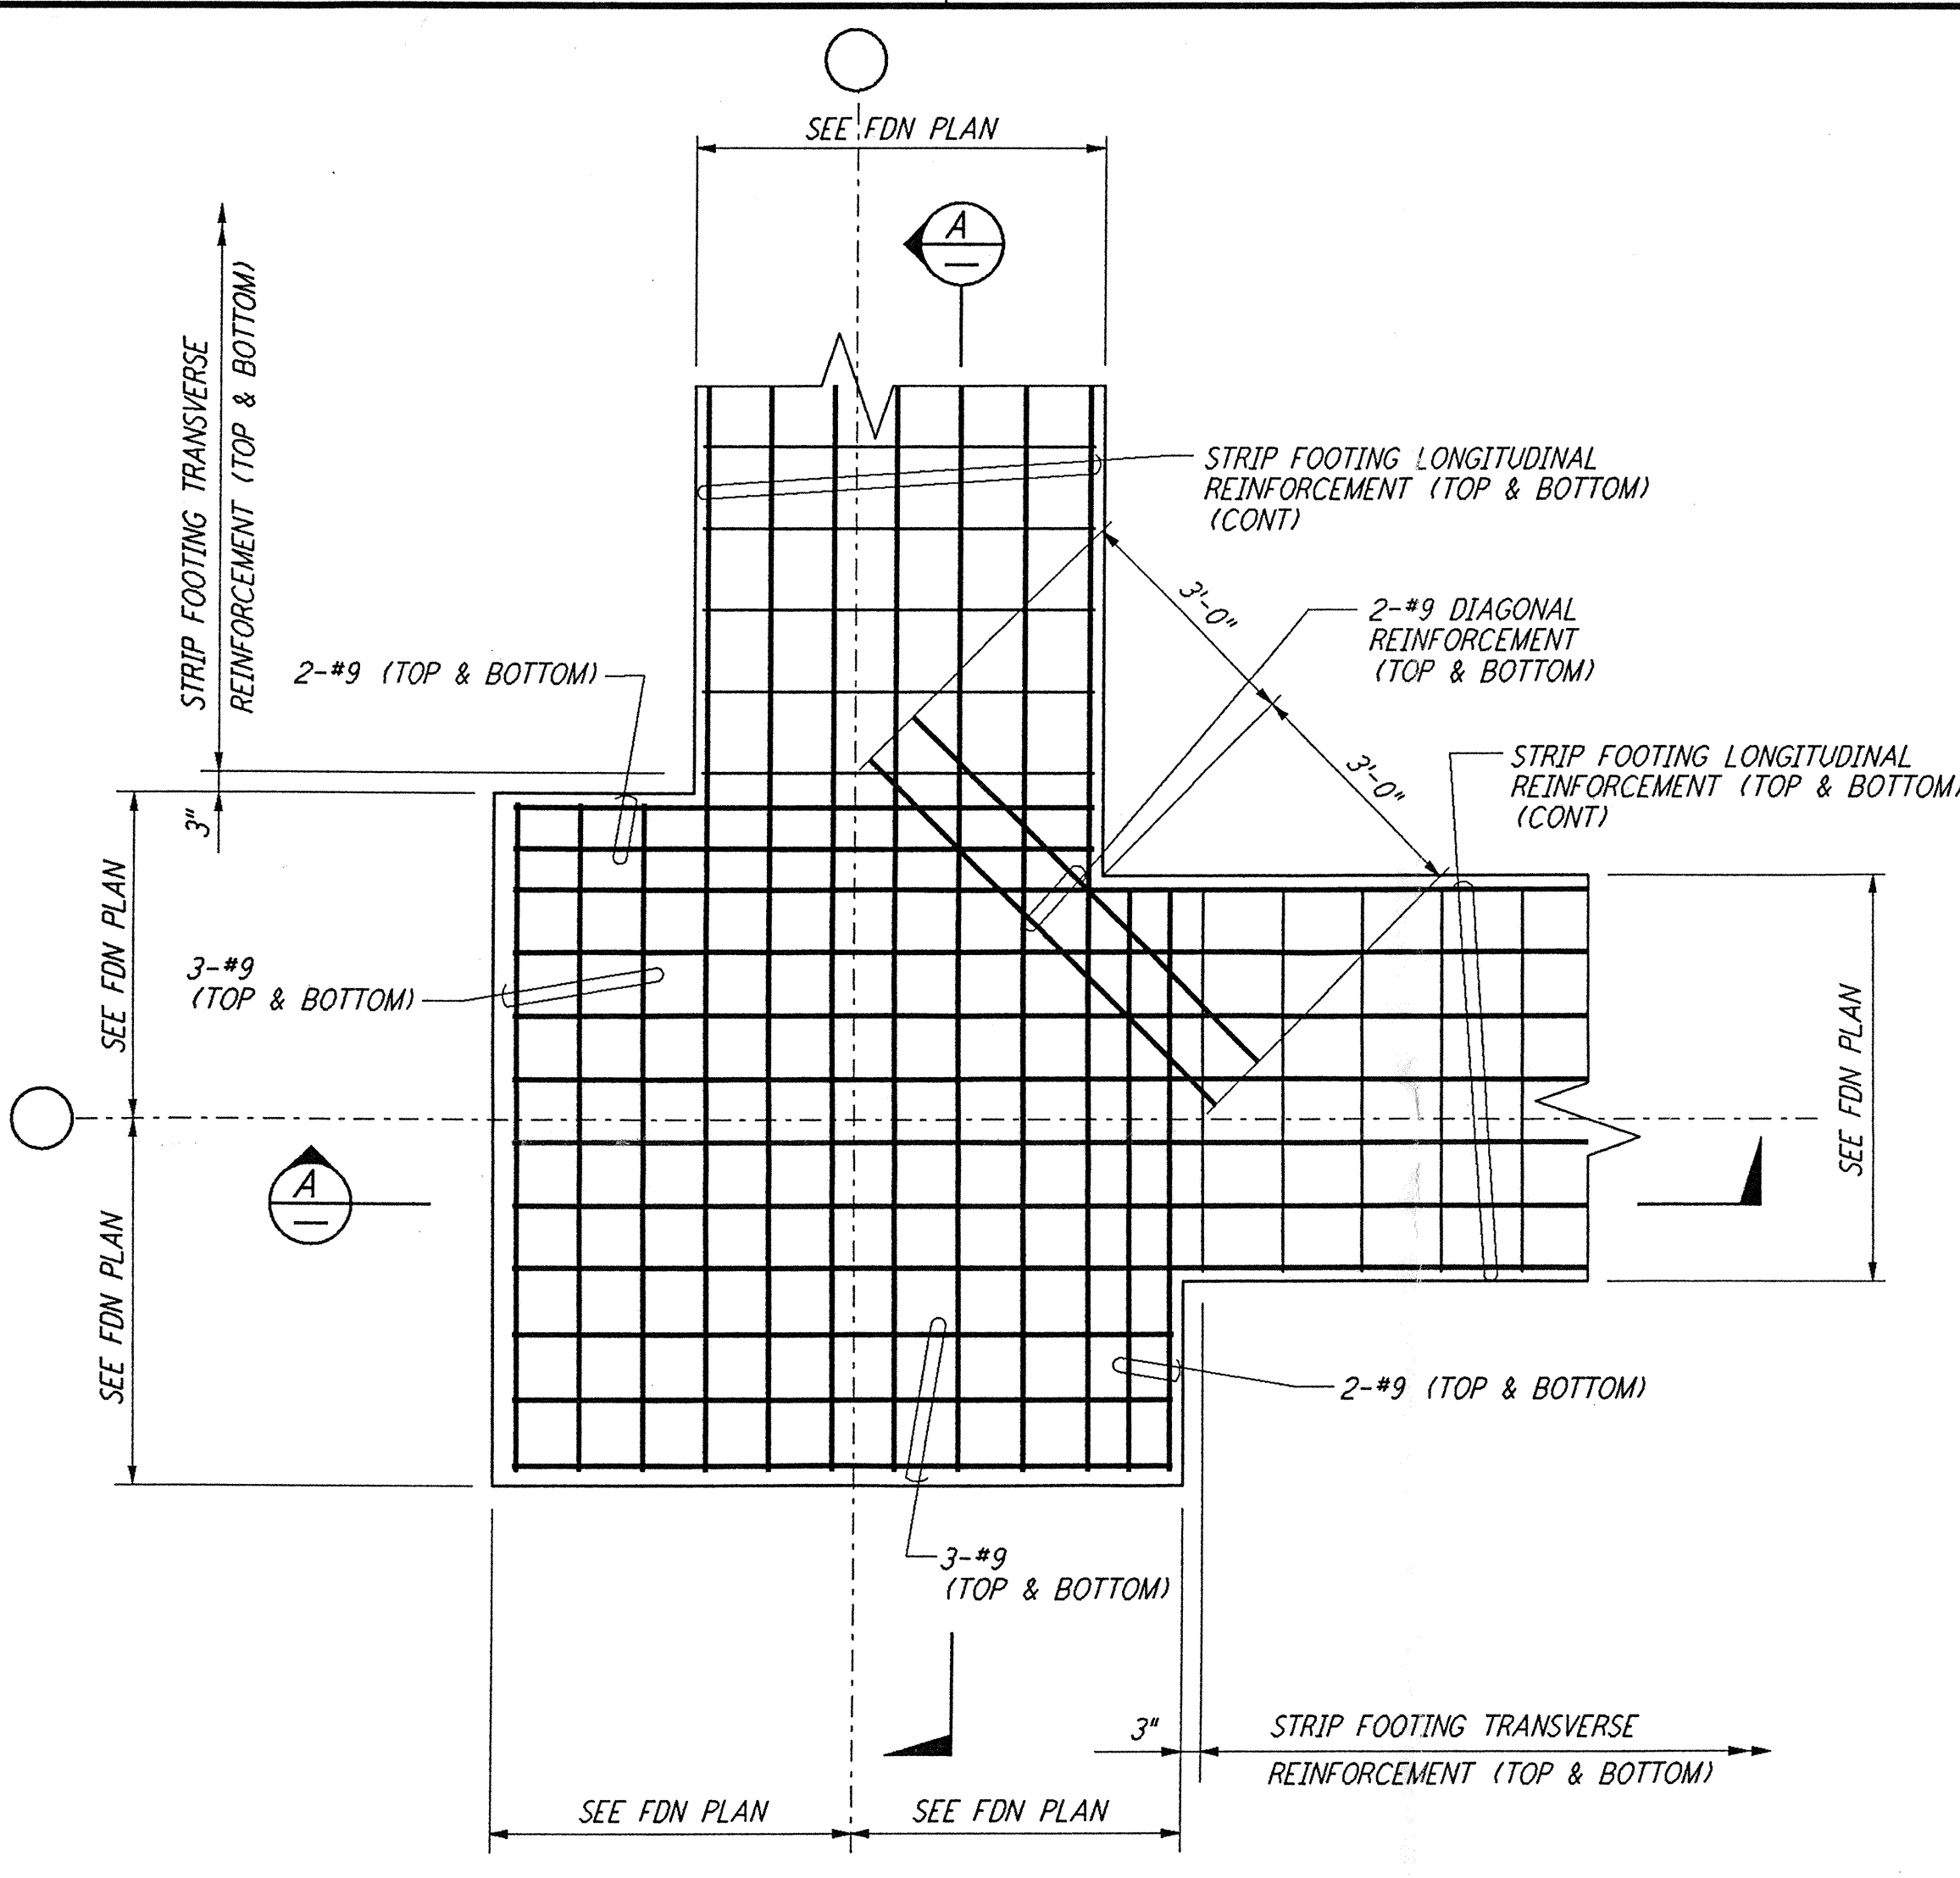 SEE FDN PLAN
A
STRIP FOOTING TRANSVERSE
REINFORCEMENT (TOP & BOTTOM)
STRIP FOOTING LONGITUDINAL
REINFORCEMENT (TOP & BOTTOM)
(CONT)
3'-0"
2-#9 DIAGONAL
REINFORCEMENT
(TOP & BOTTOM)
2-#9 (TOP & BOTTOM)
3'-0"
STRIP FOOTING LONGITUDINAL
REINFORCEMENT (TOP & BOTTOM)
(CONT)
3"
SEE FDN PLAN
3-#9
(TOP & BOTTOM)
SEE FDN PLAN
A
SEE FDN PLAN
2-#9 (TOP & BOTTOM)
3-#9
(TOP & BOTTOM)
3"
STRIP FOOTING TRANSVERSE
REINFORCEMENT (TOP & BOTTOM)
SEE FDN PLAN
SEE FDN PLAN